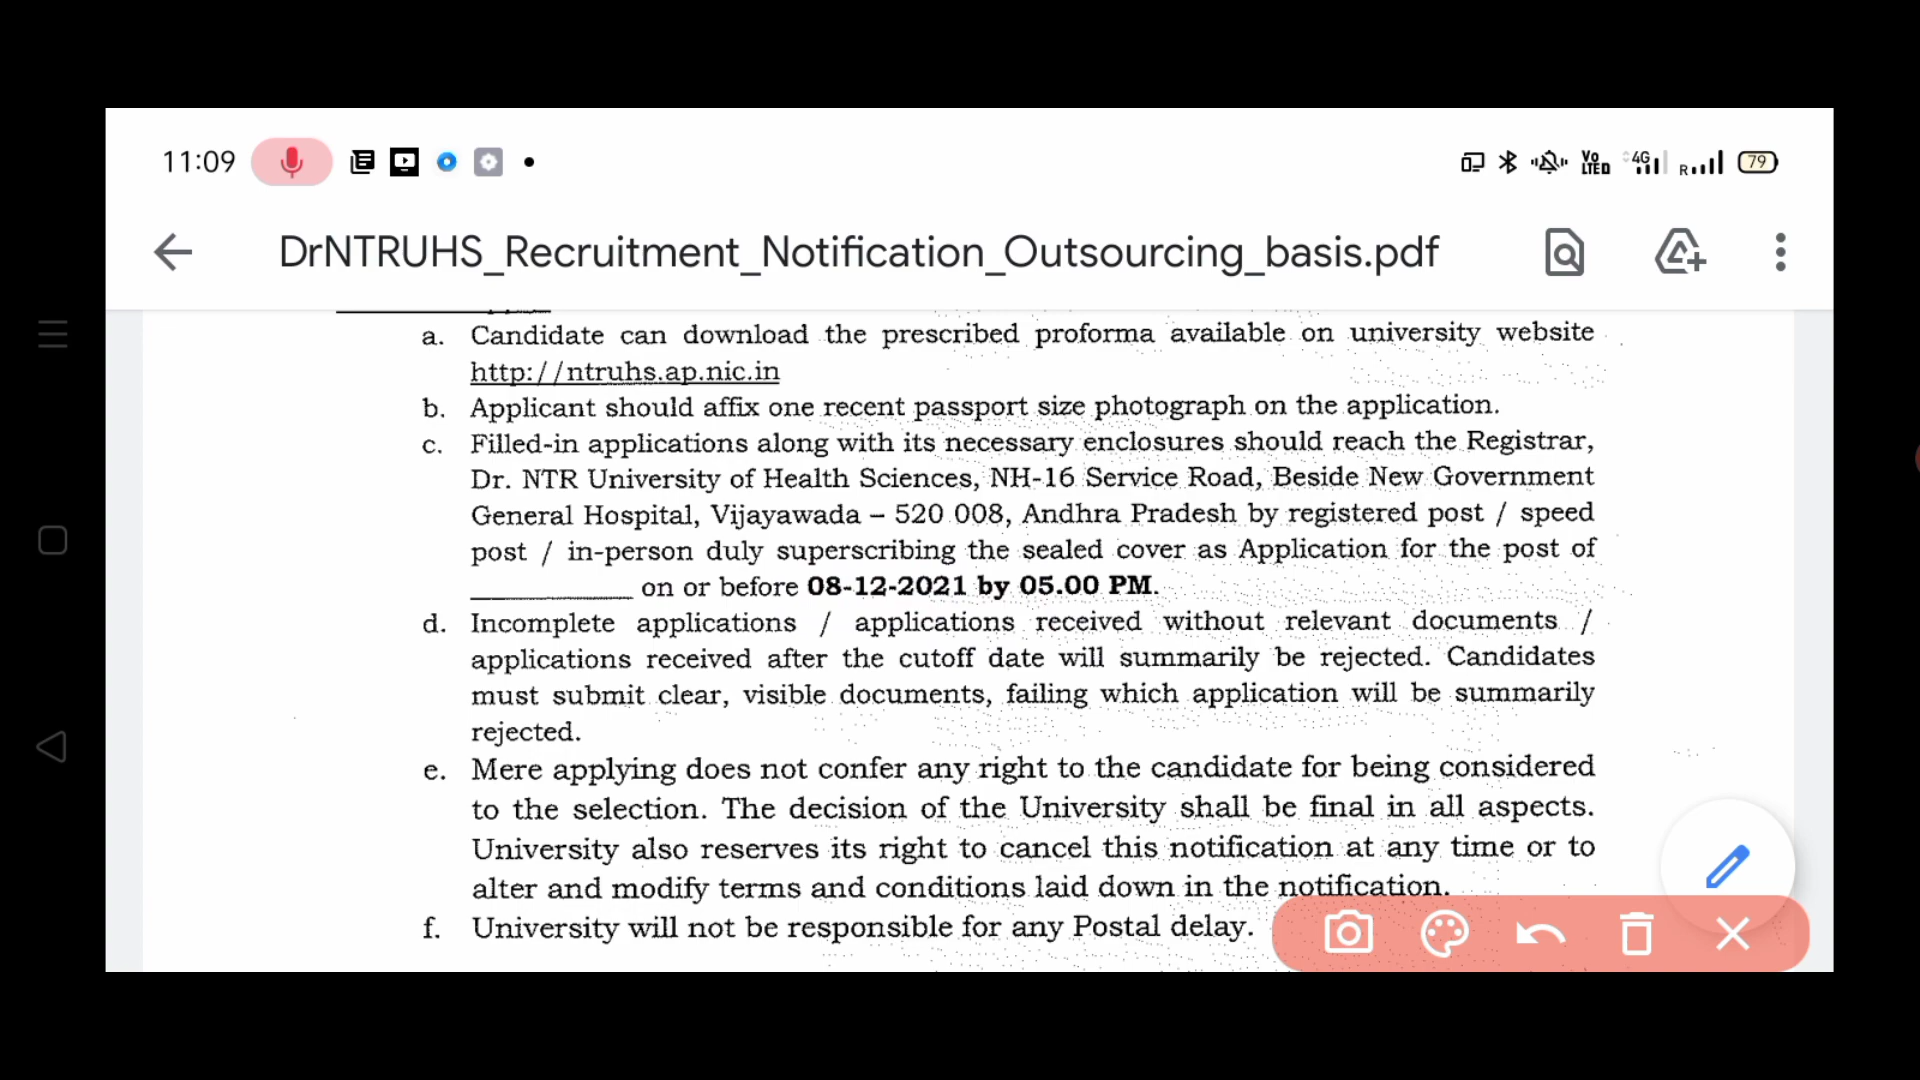 11:09
Vo LTE 4G R 79
DrNTRUHS_Recruitment_Notification_Outsourcing_basis.pdf
a. Candidate can download the prescribed proforma available on university website
http://ntruhs.ap.nic.in
b. Applicant should affix one recent passport size photograph on the application.
c. Filled-in applications along with its necessary enclosures should reach the Registrar,
Dr. NTR University of Health Sciences, NH-16 Service Road, Beside New Government
General Hospital, Vijayawada – 520 008, Andhra Pradesh by registered post / speed
post / in-person duly superscribing the sealed cover as Application for the post of
____________ on or before 08-12-2021 by 05.00 PM.
d. Incomplete applications / applications received without relevant documents /
applications received after the cutoff date will summarily be rejected. Candidates
must submit clear, visible documents, failing which application will be summarily
rejected.
e. Mere applying does not confer any right to the candidate for being considered
to the selection. The decision of the University shall be final in all aspects.
University also reserves its right to cancel this notification at any time or to
alter and modify terms and conditions laid down in the notification.
f. University will not be responsible for any Postal delay.